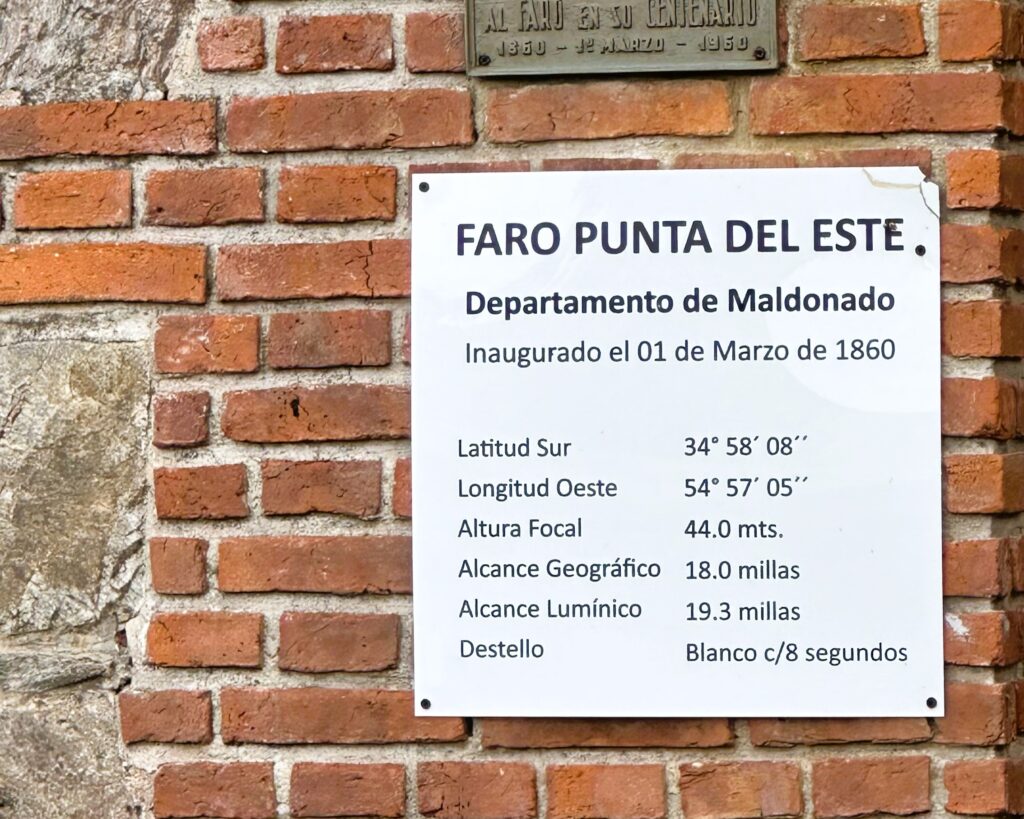 AL FARO EN SU CENTENARIO
1860 - 1º MARZO - 1960
FARO PUNTA DEL ESTE
Departamento de Maldonado
Inaugurado el 01 de Marzo de 1860
Latitud Sur 34° 58´ 08´´
Longitud Oeste 54° 57´ 05´´
Altura Focal 44.0 mts.
Alcance Geográfico 18.0 millas
Alcance Lumínico 19.3 millas
Destello Blanco c/8 segundos